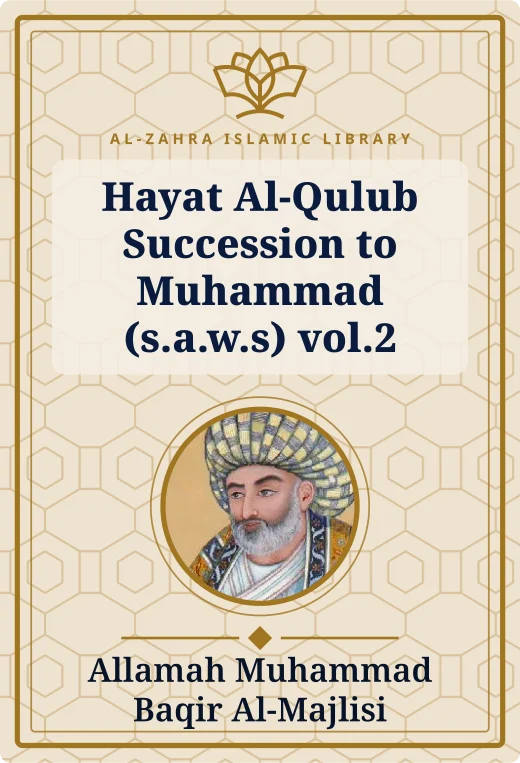 AL-ZAHRA ISLAMIC LIBRARY
Hayat Al-Qulub
Succession to
Muhammad
(s.a.w.s) vol.2
Allamah Muhammad
Baqir Al-Majlisi